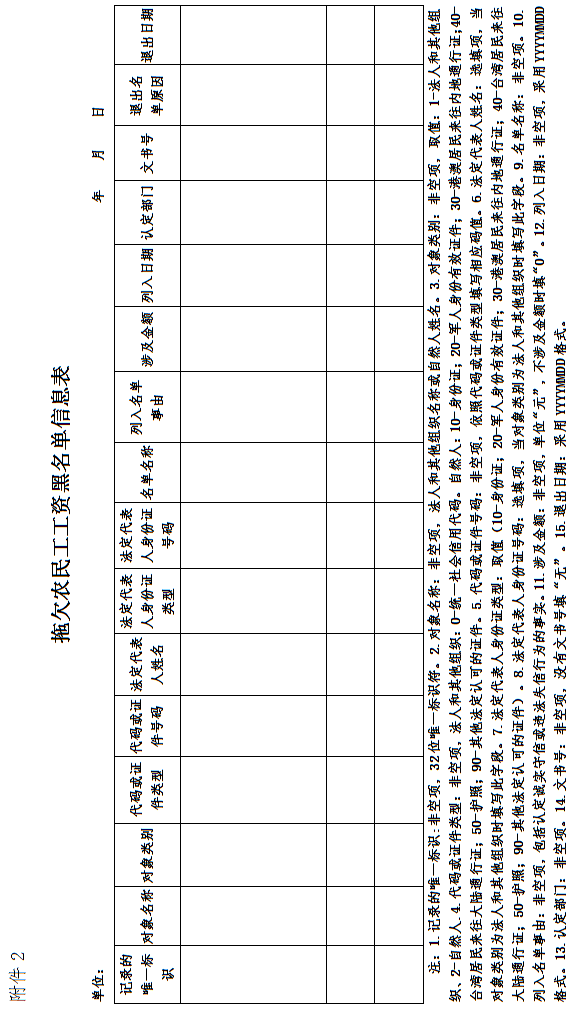 附件 2
拖欠农民工工资黑名单信息表
单位: 年 月 日
记录的唯一标识 对象名称 对象类别 代码或证件类型 代码或证件号码 法定代表人姓名 法定代表人身份证类型 法定代表人身份证号码 名单名称 列入名单事由 涉及金额 列入日期 认定部门 文书号 退出名单原因 退出日期
注：1.记录的唯一标识:非空项，32位唯一标识符。2.对象名称：非空项，法人和其他组织名称或自然人姓名。3.对象类别：非空项，取值：1-法人和其他组
织、2-自然人.4.代码或证件类型：非空项，法人和其他组织：0-统一社会信用代码。自然人：10-身份证；20-军人身份有效证件；30-港澳居民来往内地通行证；40-
台湾居民来往大陆通行证；50-护照；90-其他法定认可的证件。5.代码或证件号码：非空项，依照代码或证件类型填写相应码值。6.法定代表人姓名：选填项，当
对象类别为法人和其他组织时填写此字段。7.法定代表人身份证类型：取值（10-身份证；20-军人身份有效证件；30-港澳居民来往内地通行证；40-台湾居民来往
大陆通行证；50-护照；90-其他法定认可的证件）。8.法定代表人身份证号码：选填项，当对象类别为法人和其他组织时填写此字段。9.名单名称：非空项。10.
列入名单事由：非空项，包括认定诚实守信或违法失信行为的事实。11.涉及金额：非空项，单位“元”，不涉及金额时填“0”。12.列入日期：非空项，采用YYYYMMDD
格式。13.认定部门：非空项。14.文书号：非空项，没有文书号填“无”。15.退出日期：采用YYYYMMDD格式。